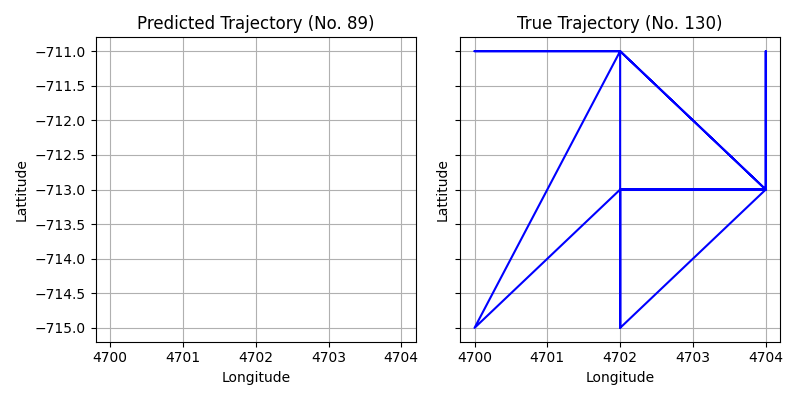 Predicted Trajectory (No. 89)
Lattitude
−711.0
−711.5
−712.0
−712.5
−713.0
−713.5
−714.0
−714.5
−715.0
4700 4701 4702 4703 4704
Longitude
True Trajectory (No. 130)
Lattitude
4700 4701 4702 4703 4704
Longitude